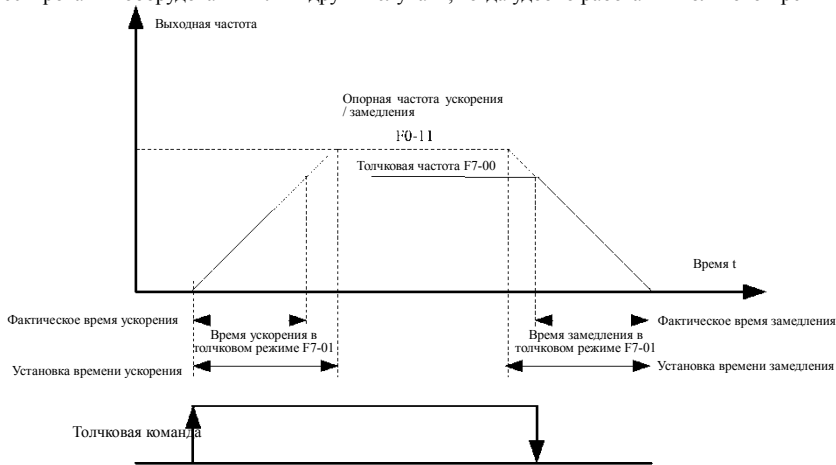 Выходная частота
Опорная частота ускорения
/ замедления
F0-11
Толчковая частота F7-00
Время t
Фактическое время ускорения
Время ускорения в
толчковом режиме F7-01
Время замедления в
толчковом режиме F7-01
Фактическое время замедления
Установка времени ускорения
Установка времени замедления
Толчковая команда